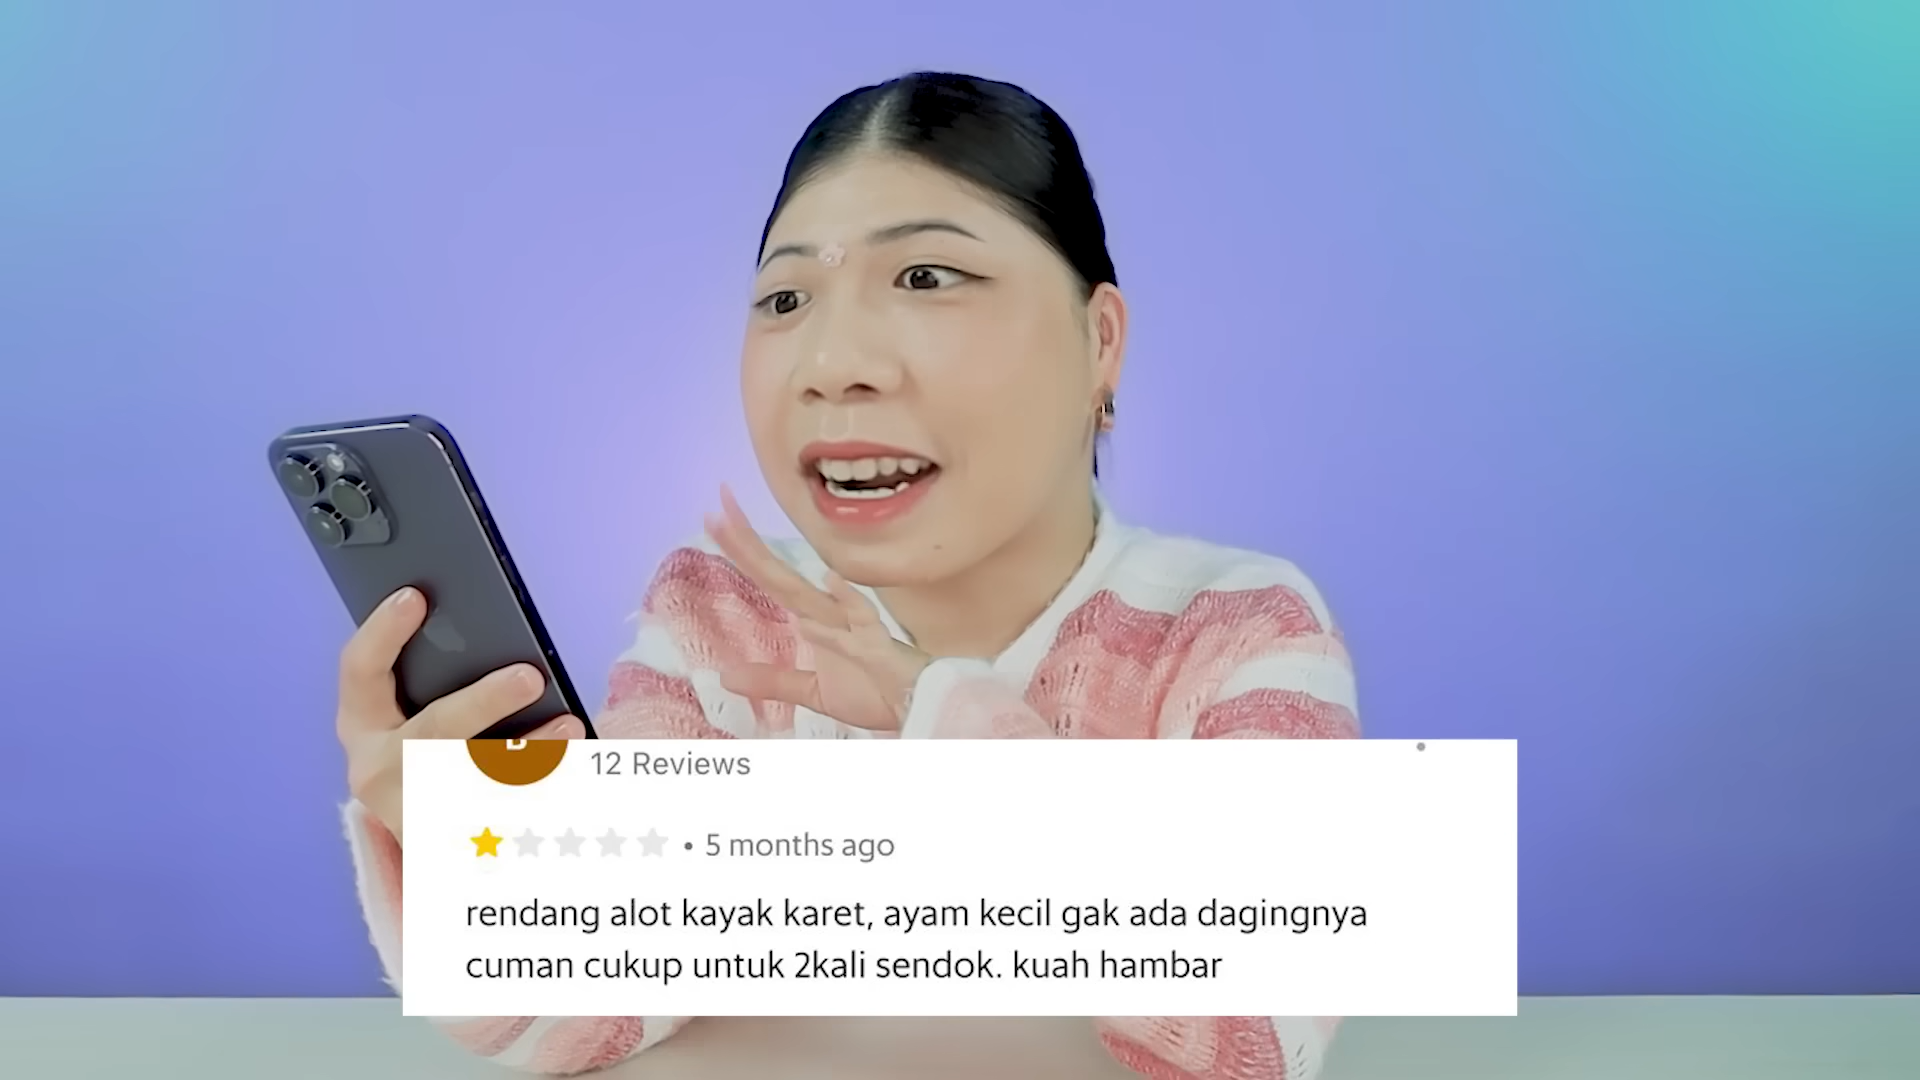 12 Reviews
• 5 months ago
rendang alot kayak karet, ayam kecil gak ada dagingnya
cuman cukup untuk 2kali sendok. kuah hambar